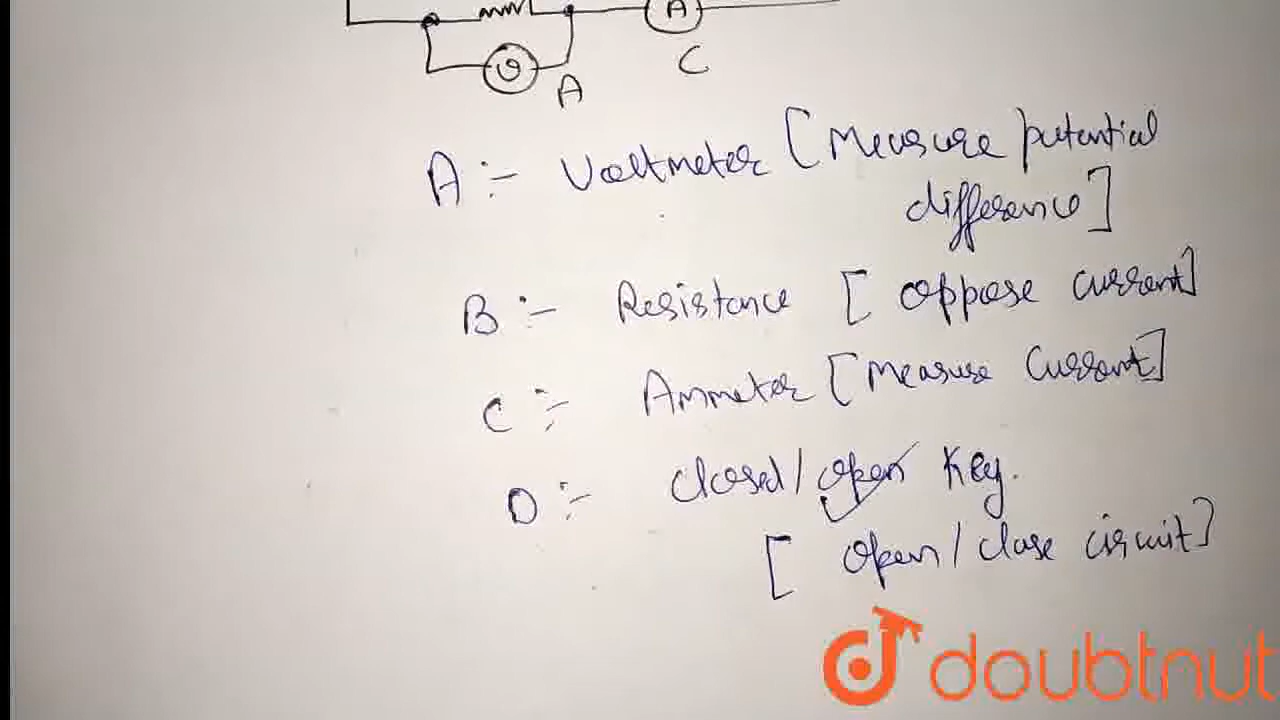 A
V
A
C
A :- Voltmeter [Measure potential
difference]
B :- Resistance [oppose current]
C :- Ammeter [Measure Current]
D :- Closed/open Key.
[open/close circuit]
doubtnut